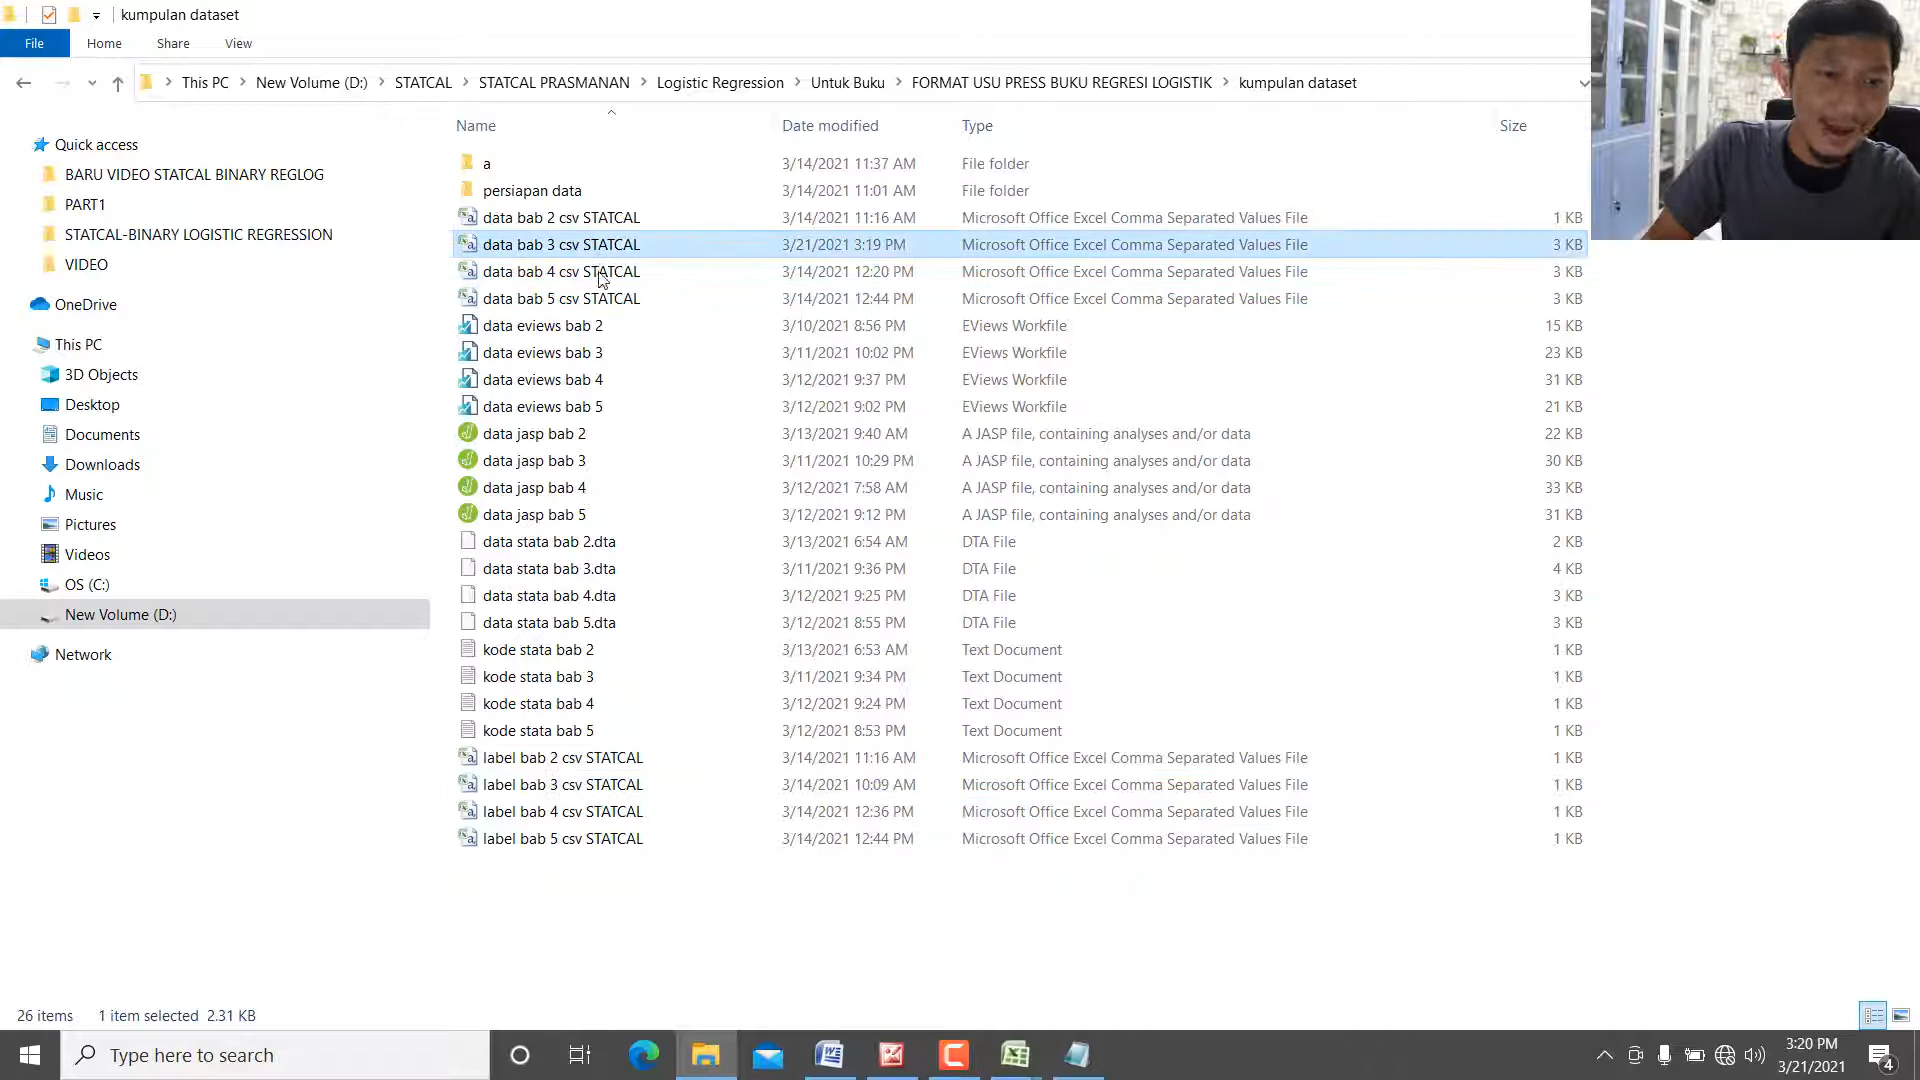 kumpulan dataset
File Home Share View
This PC New Volume (D:) STATCAL STATCAL PRASMANAN Logistic Regression Untuk Buku FORMAT USU PRESS BUKU REGRESI LOGISTIK kumpulan dataset
Name Date modified Type Size
Quick access
BARU VIDEO STATCAL BINARY REGLOG
PART1
STATCAL-BINARY LOGISTIC REGRESSION
VIDEO
OneDrive
This PC
3D Objects
Desktop
Documents
Downloads
Music
Pictures
Videos
OS (C:)
New Volume (D:)
Network
a 3/14/2021 11:37 AM File folder
persiapan data 3/14/2021 11:01 AM File folder
data bab 2 csv STATCAL 3/14/2021 11:16 AM Microsoft Office Excel Comma Separated Values File 1 KB
data bab 3 csv STATCAL 3/21/2021 3:19 PM Microsoft Office Excel Comma Separated Values File 3 KB
data bab 4 csv STATCAL 3/14/2021 12:20 PM Microsoft Office Excel Comma Separated Values File 3 KB
data bab 5 csv STATCAL 3/14/2021 12:44 PM Microsoft Office Excel Comma Separated Values File 3 KB
data eviews bab 2 3/10/2021 8:56 PM EViews Workfile 15 KB
data eviews bab 3 3/11/2021 10:02 PM EViews Workfile 23 KB
data eviews bab 4 3/12/2021 9:37 PM EViews Workfile 31 KB
data eviews bab 5 3/12/2021 9:02 PM EViews Workfile 21 KB
data jasp bab 2 3/13/2021 9:40 AM A JASP file, containing analyses and/or data 22 KB
data jasp bab 3 3/11/2021 10:29 PM A JASP file, containing analyses and/or data 30 KB
data jasp bab 4 3/12/2021 7:58 AM A JASP file, containing analyses and/or data 33 KB
data jasp bab 5 3/12/2021 9:12 PM A JASP file, containing analyses and/or data 31 KB
data stata bab 2.dta 3/13/2021 6:54 AM DTA File 2 KB
data stata bab 3.dta 3/11/2021 9:36 PM DTA File 4 KB
data stata bab 4.dta 3/12/2021 9:25 PM DTA File 3 KB
data stata bab 5.dta 3/12/2021 8:55 PM DTA File 3 KB
kode stata bab 2 3/13/2021 6:53 AM Text Document 1 KB
kode stata bab 3 3/11/2021 9:34 PM Text Document 1 KB
kode stata bab 4 3/12/2021 9:24 PM Text Document 1 KB
kode stata bab 5 3/12/2021 8:53 PM Text Document 1 KB
label bab 2 csv STATCAL 3/14/2021 11:16 AM Microsoft Office Excel Comma Separated Values File 1 KB
label bab 3 csv STATCAL 3/14/2021 10:09 AM Microsoft Office Excel Comma Separated Values File 1 KB
label bab 4 csv STATCAL 3/14/2021 12:36 PM Microsoft Office Excel Comma Separated Values File 1 KB
label bab 5 csv STATCAL 3/14/2021 12:44 PM Microsoft Office Excel Comma Separated Values File 1 KB
26 items 1 item selected 2.31 KB
Type here to search
3:20 PM
3/21/2021
4